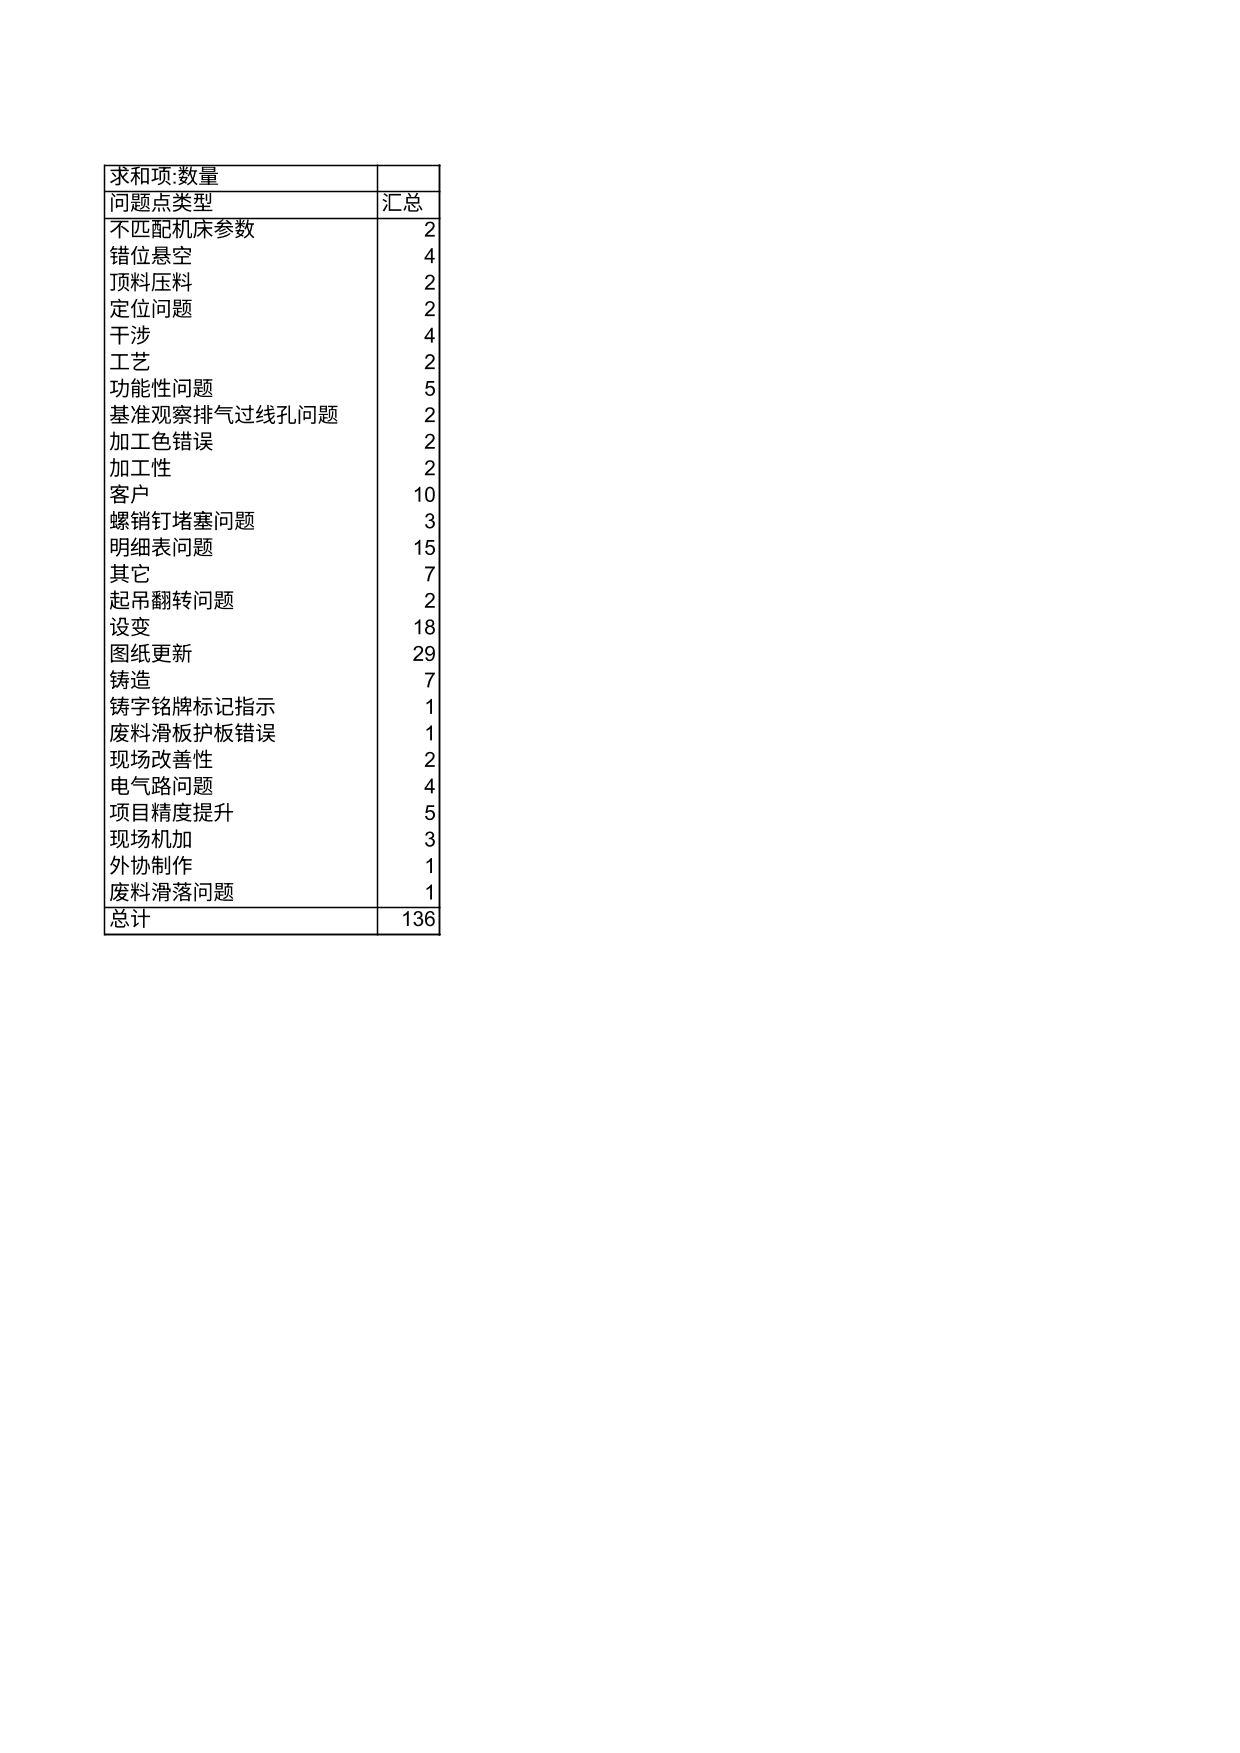 求和项:数量
问题点类型 汇总
不匹配机床参数 2
错位悬空 4
顶料压料 2
定位问题 2
干涉 4
工艺 2
功能性问题 5
基准观察排气过线孔问题 2
加工色错误 2
加工性 2
客户 10
螺销钉堵塞问题 3
明细表问题 15
其它 7
起吊翻转问题 2
设变 18
图纸更新 29
铸造 7
铸字铭牌标记指示 1
废料滑板护板错误 1
现场改善性 2
电气路问题 4
项目精度提升 5
现场机加 3
外协制作 1
废料滑落问题 1
总计 136